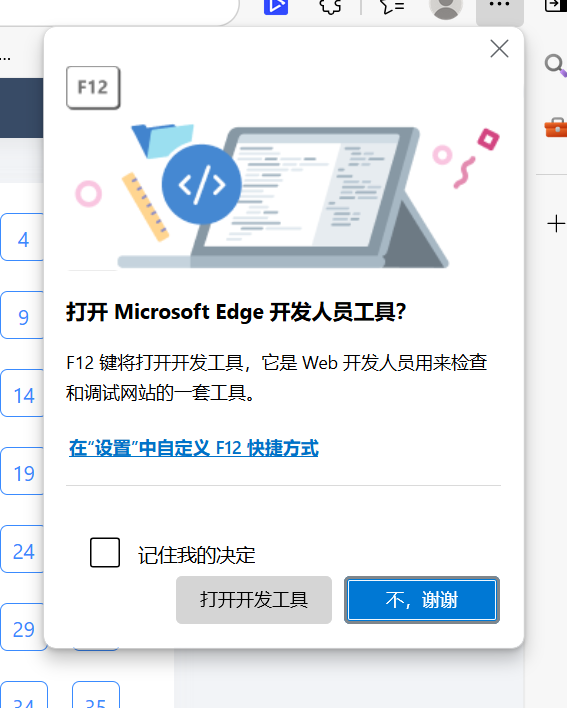 ...
F12
</>
打开 Microsoft Edge 开发人员工具?
F12 键将打开开发工具，它是 Web 开发人员用来检查
和调试网站的一套工具。
在“设置”中自定义 F12 快捷方式
记住我的决定
打开开发工具
不，谢谢
4
9
14
19
24
29
34
35